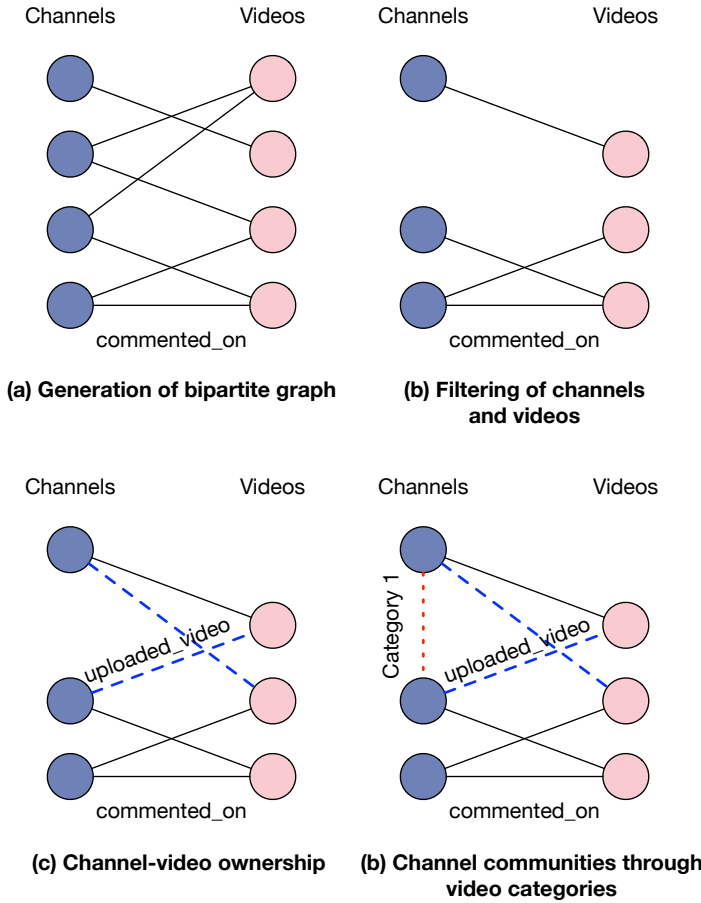 Channels
Videos
commented_on
(a) Generation of bipartite graph
Channels
Videos
commented_on
(b) Filtering of channels
and videos
Channels
Videos
uploaded_video
commented_on
(c) Channel-video ownership
Channels
Videos
Category 1
uploaded_video
commented_on
(b) Channel communities through
video categories